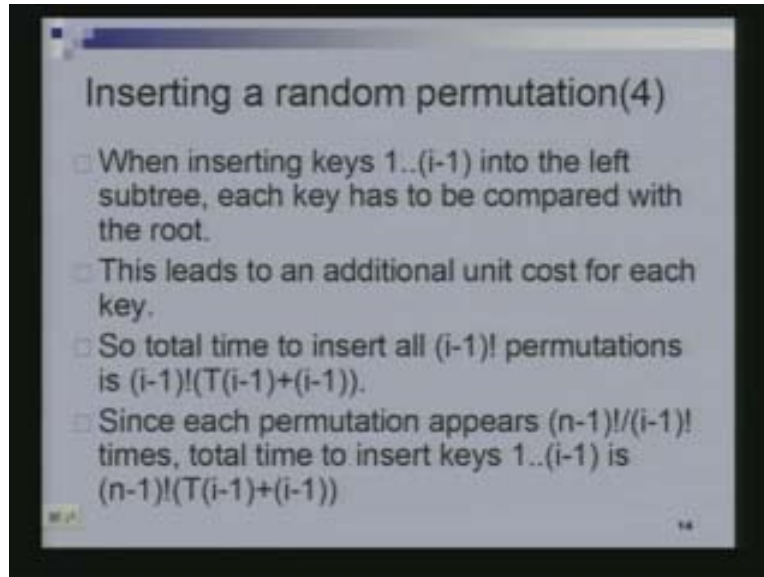 Inserting a random permutation(4)
When inserting keys 1..(i-1) into the left
subtree, each key has to be compared with
the root.
This leads to an additional unit cost for each
key.
So total time to insert all (i-1)! permutations
is (i-1)!(T(i-1)+(i-1)).
Since each permutation appears (n-1)!/(i-1)!
times, total time to insert keys 1..(i-1) is
(n-1)!(T(i-1)+(i-1))
14